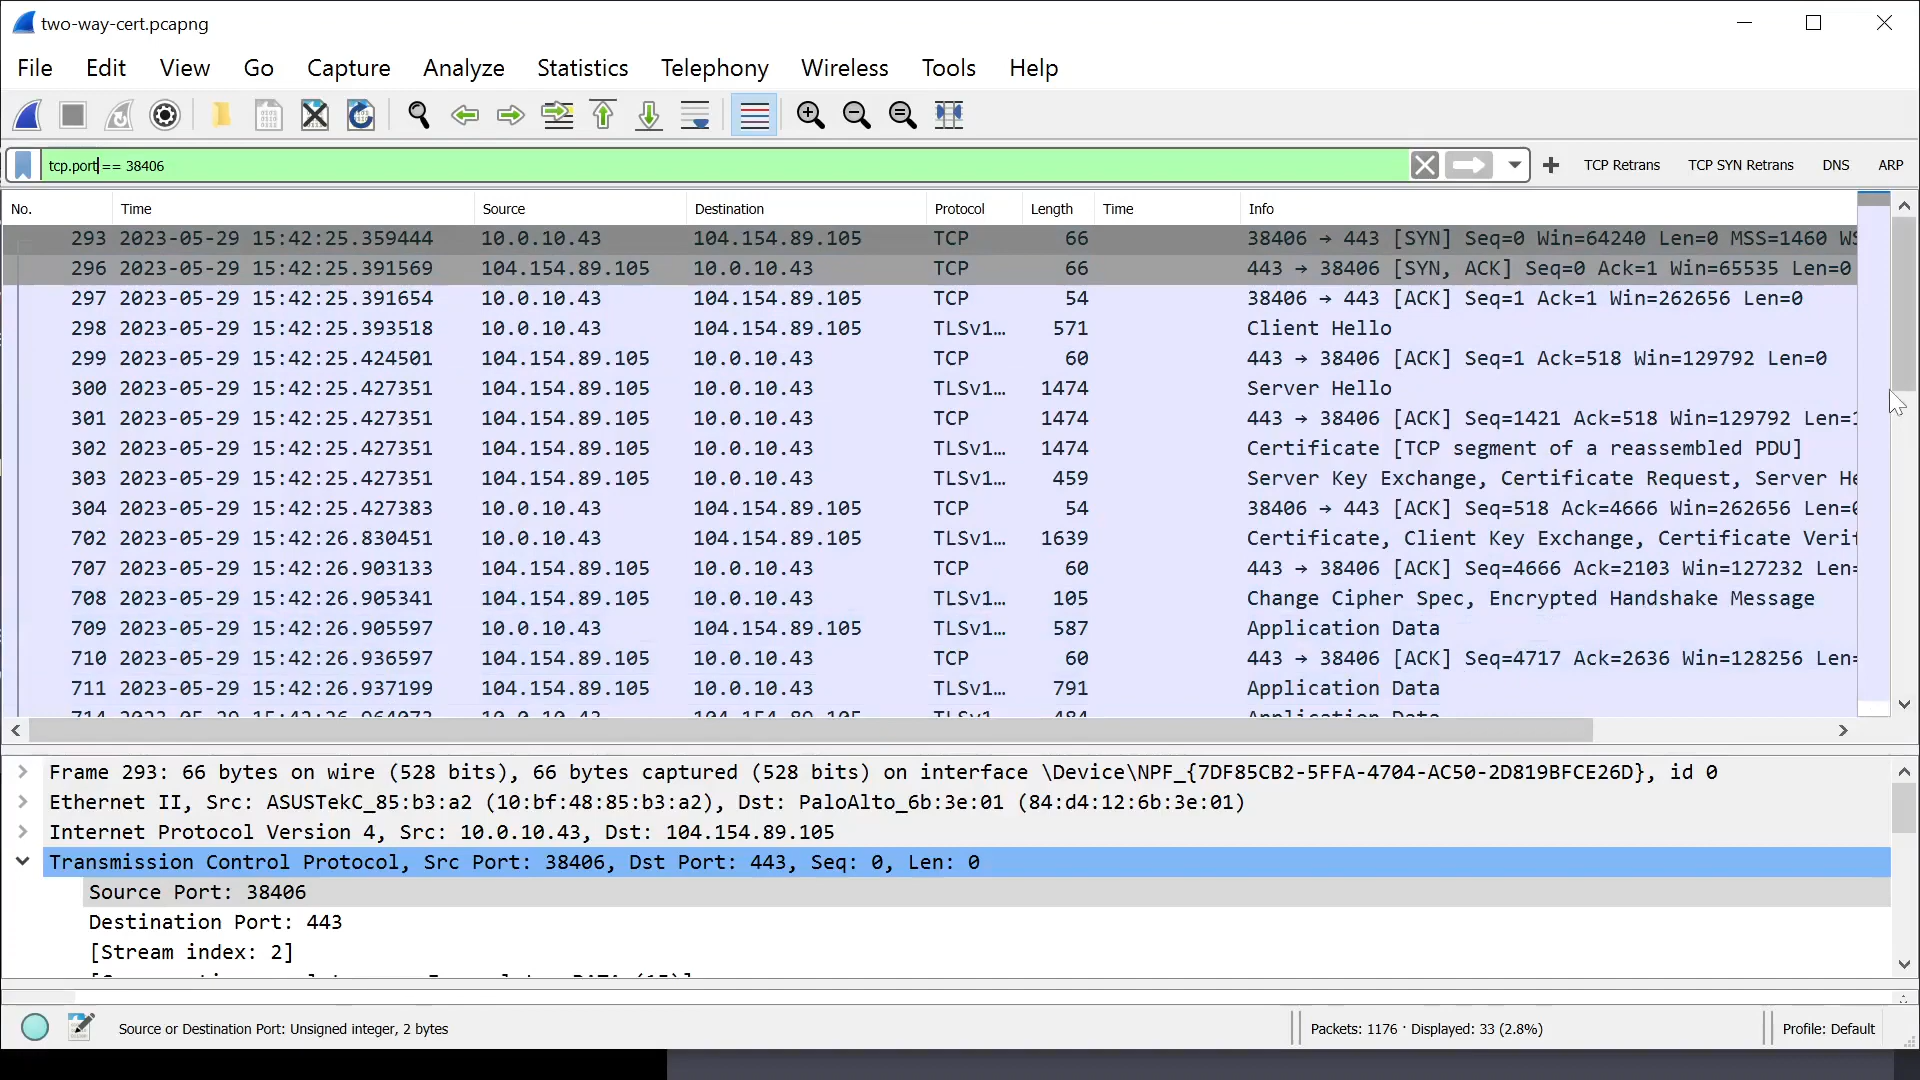 two-way-cert.pcapng
File Edit View Go Capture Analyze Statistics Telephony Wireless Tools Help
tcp.port == 38406 TCP Retrans TCP SYN Retrans DNS ARP
No. Time Source Destination Protocol Length Time Info
293 2023-05-29 15:42:25.359444 10.0.10.43 104.154.89.105 TCP 66 38406 → 443 [SYN] Seq=0 Win=64240 Len=0 MSS=1460 WS
296 2023-05-29 15:42:25.391569 104.154.89.105 10.0.10.43 TCP 66 443 → 38406 [SYN, ACK] Seq=0 Ack=1 Win=65535 Len=0
297 2023-05-29 15:42:25.391654 10.0.10.43 104.154.89.105 TCP 54 38406 → 443 [ACK] Seq=1 Ack=1 Win=262656 Len=0
298 2023-05-29 15:42:25.393518 10.0.10.43 104.154.89.105 TLSv1… 571 Client Hello
299 2023-05-29 15:42:25.424501 104.154.89.105 10.0.10.43 TCP 60 443 → 38406 [ACK] Seq=1 Ack=518 Win=129792 Len=0
300 2023-05-29 15:42:25.427351 104.154.89.105 10.0.10.43 TLSv1… 1474 Server Hello
301 2023-05-29 15:42:25.427351 104.154.89.105 10.0.10.43 TCP 1474 443 → 38406 [ACK] Seq=1421 Ack=518 Win=129792 Len=1
302 2023-05-29 15:42:25.427351 104.154.89.105 10.0.10.43 TLSv1… 1474 Certificate [TCP segment of a reassembled PDU]
303 2023-05-29 15:42:25.427351 104.154.89.105 10.0.10.43 TLSv1… 459 Server Key Exchange, Certificate Request, Server He
304 2023-05-29 15:42:25.427383 10.0.10.43 104.154.89.105 TCP 54 38406 → 443 [ACK] Seq=518 Ack=4666 Win=262656 Len=0
702 2023-05-29 15:42:26.830451 10.0.10.43 104.154.89.105 TLSv1… 1639 Certificate, Client Key Exchange, Certificate Verif
707 2023-05-29 15:42:26.903133 104.154.89.105 10.0.10.43 TCP 60 443 → 38406 [ACK] Seq=4666 Ack=2103 Win=127232 Len=
708 2023-05-29 15:42:26.905341 104.154.89.105 10.0.10.43 TLSv1… 105 Change Cipher Spec, Encrypted Handshake Message
709 2023-05-29 15:42:26.905597 10.0.10.43 104.154.89.105 TLSv1… 587 Application Data
710 2023-05-29 15:42:26.936597 104.154.89.105 10.0.10.43 TCP 60 443 → 38406 [ACK] Seq=4717 Ack=2636 Win=128256 Len=
711 2023-05-29 15:42:26.937199 104.154.89.105 10.0.10.43 TLSv1… 791 Application Data
Frame 293: 66 bytes on wire (528 bits), 66 bytes captured (528 bits) on interface \Device\NPF_{7DF85CB2-5FFA-4704-AC50-2D819BFCE26D}, id 0
Ethernet II, Src: ASUSTekC_85:b3:a2 (10:bf:48:85:b3:a2), Dst: PaloAlto_6b:3e:01 (84:d4:12:6b:3e:01)
Internet Protocol Version 4, Src: 10.0.10.43, Dst: 104.154.89.105
Transmission Control Protocol, Src Port: 38406, Dst Port: 443, Seq: 0, Len: 0
Source Port: 38406
Destination Port: 443
[Stream index: 2]
Source or Destination Port: Unsigned integer, 2 bytes Packets: 1176 · Displayed: 33 (2.8%) Profile: Default